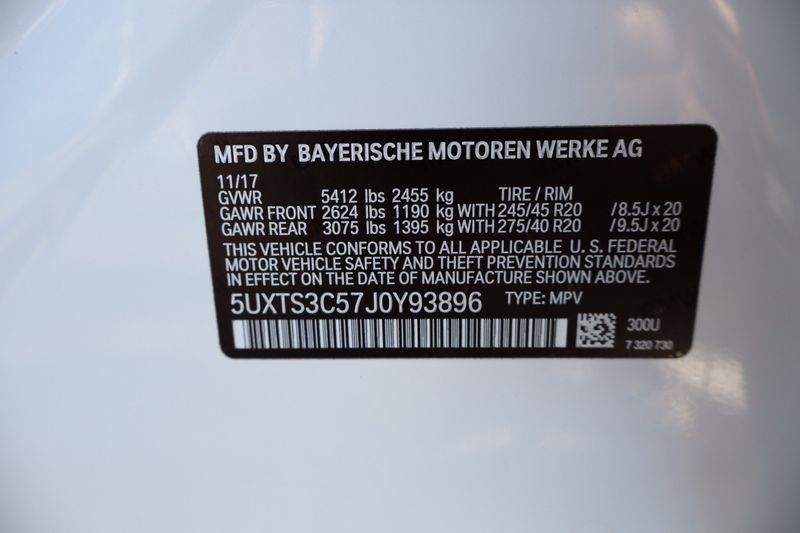 MFD BY BAYERISCHE MOTOREN WERKE AG
11/17
GVWR 5412 lbs 2455 kg TIRE / RIM
GAWR FRONT 2624 lbs 1190 kg WITH 245/45 R20 / 8.5J x 20
GAWR REAR 3075 lbs 1395 kg WITH 275/40 R20 / 9.5J x 20
THIS VEHICLE CONFORMS TO ALL APPLICABLE U. S. FEDERAL
MOTOR VEHICLE SAFETY AND THEFT PREVENTION STANDARDS
IN EFFECT ON THE DATE OF MANUFACTURE SHOWN ABOVE.
5UXTS3C57J0Y93896 TYPE: MPV
300U
7 320 730